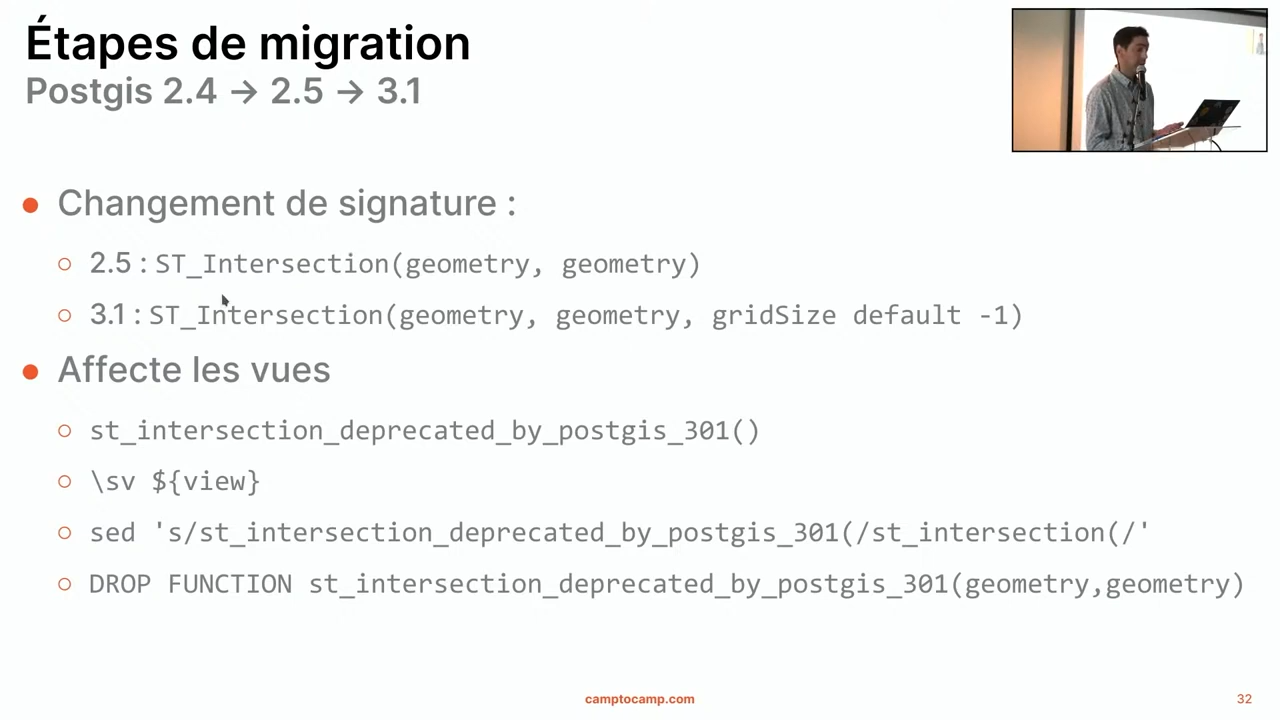 Étapes de migration
Postgis 2.4 → 2.5 → 3.1
● Changement de signature :
○ 2.5 : ST_Intersection(geometry, geometry)
○ 3.1 : ST_Intersection(geometry, geometry, gridSize default -1)
● Affecte les vues
○ st_intersection_deprecated_by_postgis_301()
○ \sv ${view}
○ sed 's/st_intersection_deprecated_by_postgis_301(/st_intersection(/'
○ DROP FUNCTION st_intersection_deprecated_by_postgis_301(geometry,geometry)
camptocamp.com
32